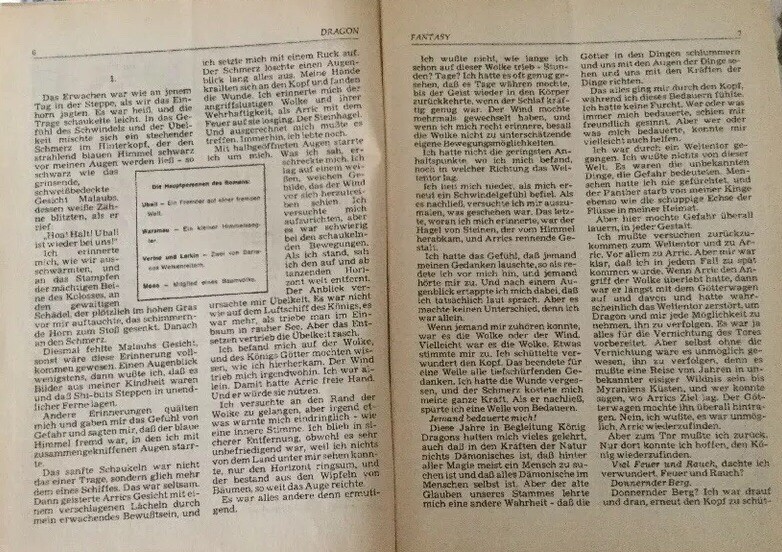 6
DRAGON
1.
Das Erwachen war wie an jenem
Tag in der Steppe, als wir das Ein-
horn jagten. Es war heiß, und die
Trage schaukelte leicht. In das Ge-
fühl des Schwindels und der Übel-
keit mischte sich ein stechender
Schmerz im Hinterkopf, der den
strahlend blauen Himmel schwarz
vor meinen Augen werden ließ – so
schwarz wie das
grinsende,
schweißbedeckte
Gesicht Malaubs,
dessen weiße Zäh-
ne blitzten, als er
rief:
„Hoa! Halt! Ubali
ist wieder bei uns!"
Ich erinnerte
mich, wie wir aus-
schwärmten, und
an das Stampfen
der mächtigen Bei-
ne des Kolosses, an
den gewaltigen
Schädel, der plötzlich im hohen Gras
vor mir auftauchte, das schimmern-
de Horn zum Stoß gesenkt. Danach
an den Schmerz.
Diesmal fehlte Malaubs Gesicht,
sonst wäre diese Erinnerung voll-
kommen gewesen. Einen Augenblick
wenigstens, dann wußte ich, daß es
Bilder aus meiner Kindheit waren
und daß Shi-buis Steppen in unend-
licher Ferne lagen.
Andere Erinnerungen quälten
mich und gaben mir das Gefühl von
Gefahr und sagten mir, daß der blaue
Himmel fremd war, in den ich mit
zusammengekniffenen Augen starr-
te.
Das sanfte Schaukeln war nicht
das einer Trage, sondern glich mehr
dem eines Schiffes. Das war seltsam.
Dann geisterte Arrics Gesicht mit ei-
nem verschlagenen Lächeln durch
mein erwachendes Bewußtsein, und
Die Hauptpersonen des Romans:
Ubali – Ein Fremder auf einer fremden
Welt.
– Ein kleiner Himmelsang-
ler.
und Larkin – Zwei von
Weisenreitern.
– Mitglied eines Baumvolks.
ich setzte mich mit einem Ruck auf.
Der Schmerz löschte einen Augen-
blick lang alles aus. Meine Hände
krallten sich an den Kopf und fanden
die Wunde. Ich erinnerte mich der
angriffslustigen Wolke und ihrer
Wehrhaftigkeit, als Arric mit dem
Feuer auf sie losging. Der Steinhagel.
Und ausgerechnet mich mußte es
treffen. Immerhin, ich lebte noch.
Mit halbgeöffneten Augen starrte
ich um mich.
Was ich sah, er-
schreckte mich. Ich
lag auf einem wei-
ßen, weichen Ge-
bilde, das der Wind
vor sich herzutrei-
ben schien. Ich
versuchte mich
aufzurichten, aber
es war schwierig
bei den schaukeln-
den Bewegungen.
Als ich stand, sah
ich den auf und ab
tanzenden Hori-
zont weit entfernt.
Der Anblick ver-
ursachte mir Übelkeit. Es war nicht
wie auf dem Luftschiff des Königs, es
war mehr, als triebe man im Ein-
baum in rauher See. Aber das Ent-
setzen vertrieb die Übelkeit rasch.
Ich befand mich auf der Wolke,
und des Königs Götter mochten wis-
sen, wie ich hierherkam. Der Wind
trieb mich irgendwohin. Ich war al-
lein. Damit hatte Arric freie Hand.
Und er würde sie nützen.
Ich versuchte an den Rand der
Wolke zu gelangen, aber irgend et-
was warnte mich eindringlich – wie
eine innere Stimme. Ich blieb in si-
cherer Entfernung, obwohl es sehr
unbefriedigend war, weil ich nichts
von dem Land unter mir sehen konn-
te, nur den Horizont ringsum, und
der bestand aus den Wipfeln von
Bäumen, so weit das Auge reichte.
Es war alles andere denn ermuti-
gend.
FANTASY
7
Ich wußte nicht, wie lange ich
schon auf dieser Wolke trieb – Stun-
den? Tage? Ich hatte es oft genug ge-
sehen, daß es Tage währen mochte,
bis der Geist wieder in den Körper
zurückkehrte, wenn der Schlaf kräf-
tig genug war. Der Wind mochte
mehrmals gewechselt haben, und
wenn ich mich recht erinnere, besaß
die Wolke nicht zu unterschätzende
eigene Bewegungsmöglichkeiten.
Ich hatte nicht die geringsten An-
haltspunkte, wo ich mich befand,
noch in welcher Richtung das Wel-
tentor lag.
Ich ließ mich nieder, als mich er-
neut ein Schwindelgefühl befiel. Als
es nachließ, versuchte ich mir auszu-
malen, was geschehen war. Das letz-
te, woran ich mich erinnerte, war der
Hagel von Steinen, der vom Himmel
herabkam, und Arrics rennende Ge-
stalt.
Ich hatte das Gefühl, daß jemand
meinen Gedanken lauschte, so als re-
dete ich vor mich hin, und jemand
hörte mir zu. Und nach einem Au-
genblick ertappte ich mich dabei, daß
ich tatsächlich laut sprach. Aber es
machte keinen Unterschied, denn ich
war allein.
Wenn jemand mir zuhören konnte,
war es die Wolke oder der Wind.
Vielleicht war es die Wolke. Etwas
stimmte mir zu. Ich schüttelte ver-
wundert den Kopf. Das beendete für
eine Weile alle tiefschürfenden Ge-
danken. Ich hatte die Wunde verges-
sen, und der Schmerz kostete mich
meine ganze Kraft. Als er nachließ,
spürte ich eine Welle von Bedauern.
Jemand bedauerte mich!
Diese Jahre in Begleitung König
Dragons hatten mich vieles gelehrt,
auch daß in den Kräften der Natur
nichts Dämonisches ist, daß hinter
aller Magie meist ein Mensch zu su-
chen ist und daß alles Dämonische im
Menschen selbst ist. Aber der alte
Glauben unseres Stammes lehrte
mich eine andere Wahrheit – daß die
Götter in den Dingen schlummern
und uns mit den Augen der Dinge se-
hen und uns mit den Kräften der
Dinge richten.
Das alles ging mir durch den Kopf,
während ich dieses Bedauern fühlte.
Ich hatte keine Furcht. Wer oder was
immer mich bedauerte, schien mir
freundlich gesinnt. Aber wer oder
was mich bedauerte, konnte mir
vielleicht auch helfen.
Ich war durch ein Weltentor ge-
gangen. Ich wußte nichts von dieser
Welt. Es waren die unbekannten
Dinge, die Gefahr bedeuteten. Men-
schen hatte ich nie gefürchtet, und
der Panther starb von meiner Klinge
ebenso wie die schuppige Echse der
Flüsse in meiner Heimat.
Aber hier mochte Gefahr überall
lauern, in jeder Gestalt.
Ich mußte versuchen zurückzu-
kommen zum Weltentor und zu Ar-
ric. Vor allem zu Arric. Aber mir war
klar, daß ich in jedem Fall zu spät
kommen würde. Wenn Arric den An-
griff der Wolke überlebt hatte, dann
war er längst mit dem Götterwagen
auf und davon und hatte wahr-
scheinlich das Weltentor zerstört, um
Dragon und mir jede Möglichkeit zu
nehmen, ihn zu verfolgen. Es war ja
alles für die Vernichtung des Tores
vorbereitet. Aber selbst ohne die
Vernichtung wäre es unmöglich ge-
wesen, ihn zu verfolgen, denn es
mußte eine Reise von Jahren in un-
bekannter eisiger Wildnis sein bis
Myraniens Küsten, und wer konnte
sagen, wo Arrics Ziel lag. Der Göt-
terwagen mochte ihn überall hintra-
gen. Nein, ich wußte, es war unmög-
lich, Arric wiederzufinden.
Aber zum Tor mußte ich zurück.
Nur dort konnte ich hoffen, den Kö-
nig wiederzufinden.
Viel Feuer und Rauch, dachte ich
verwundert. Feuer und Rauch?
Donnernder Berg.
Donnernder Berg? Ich war drauf
und dran, erneut den Kopf zu schüt-